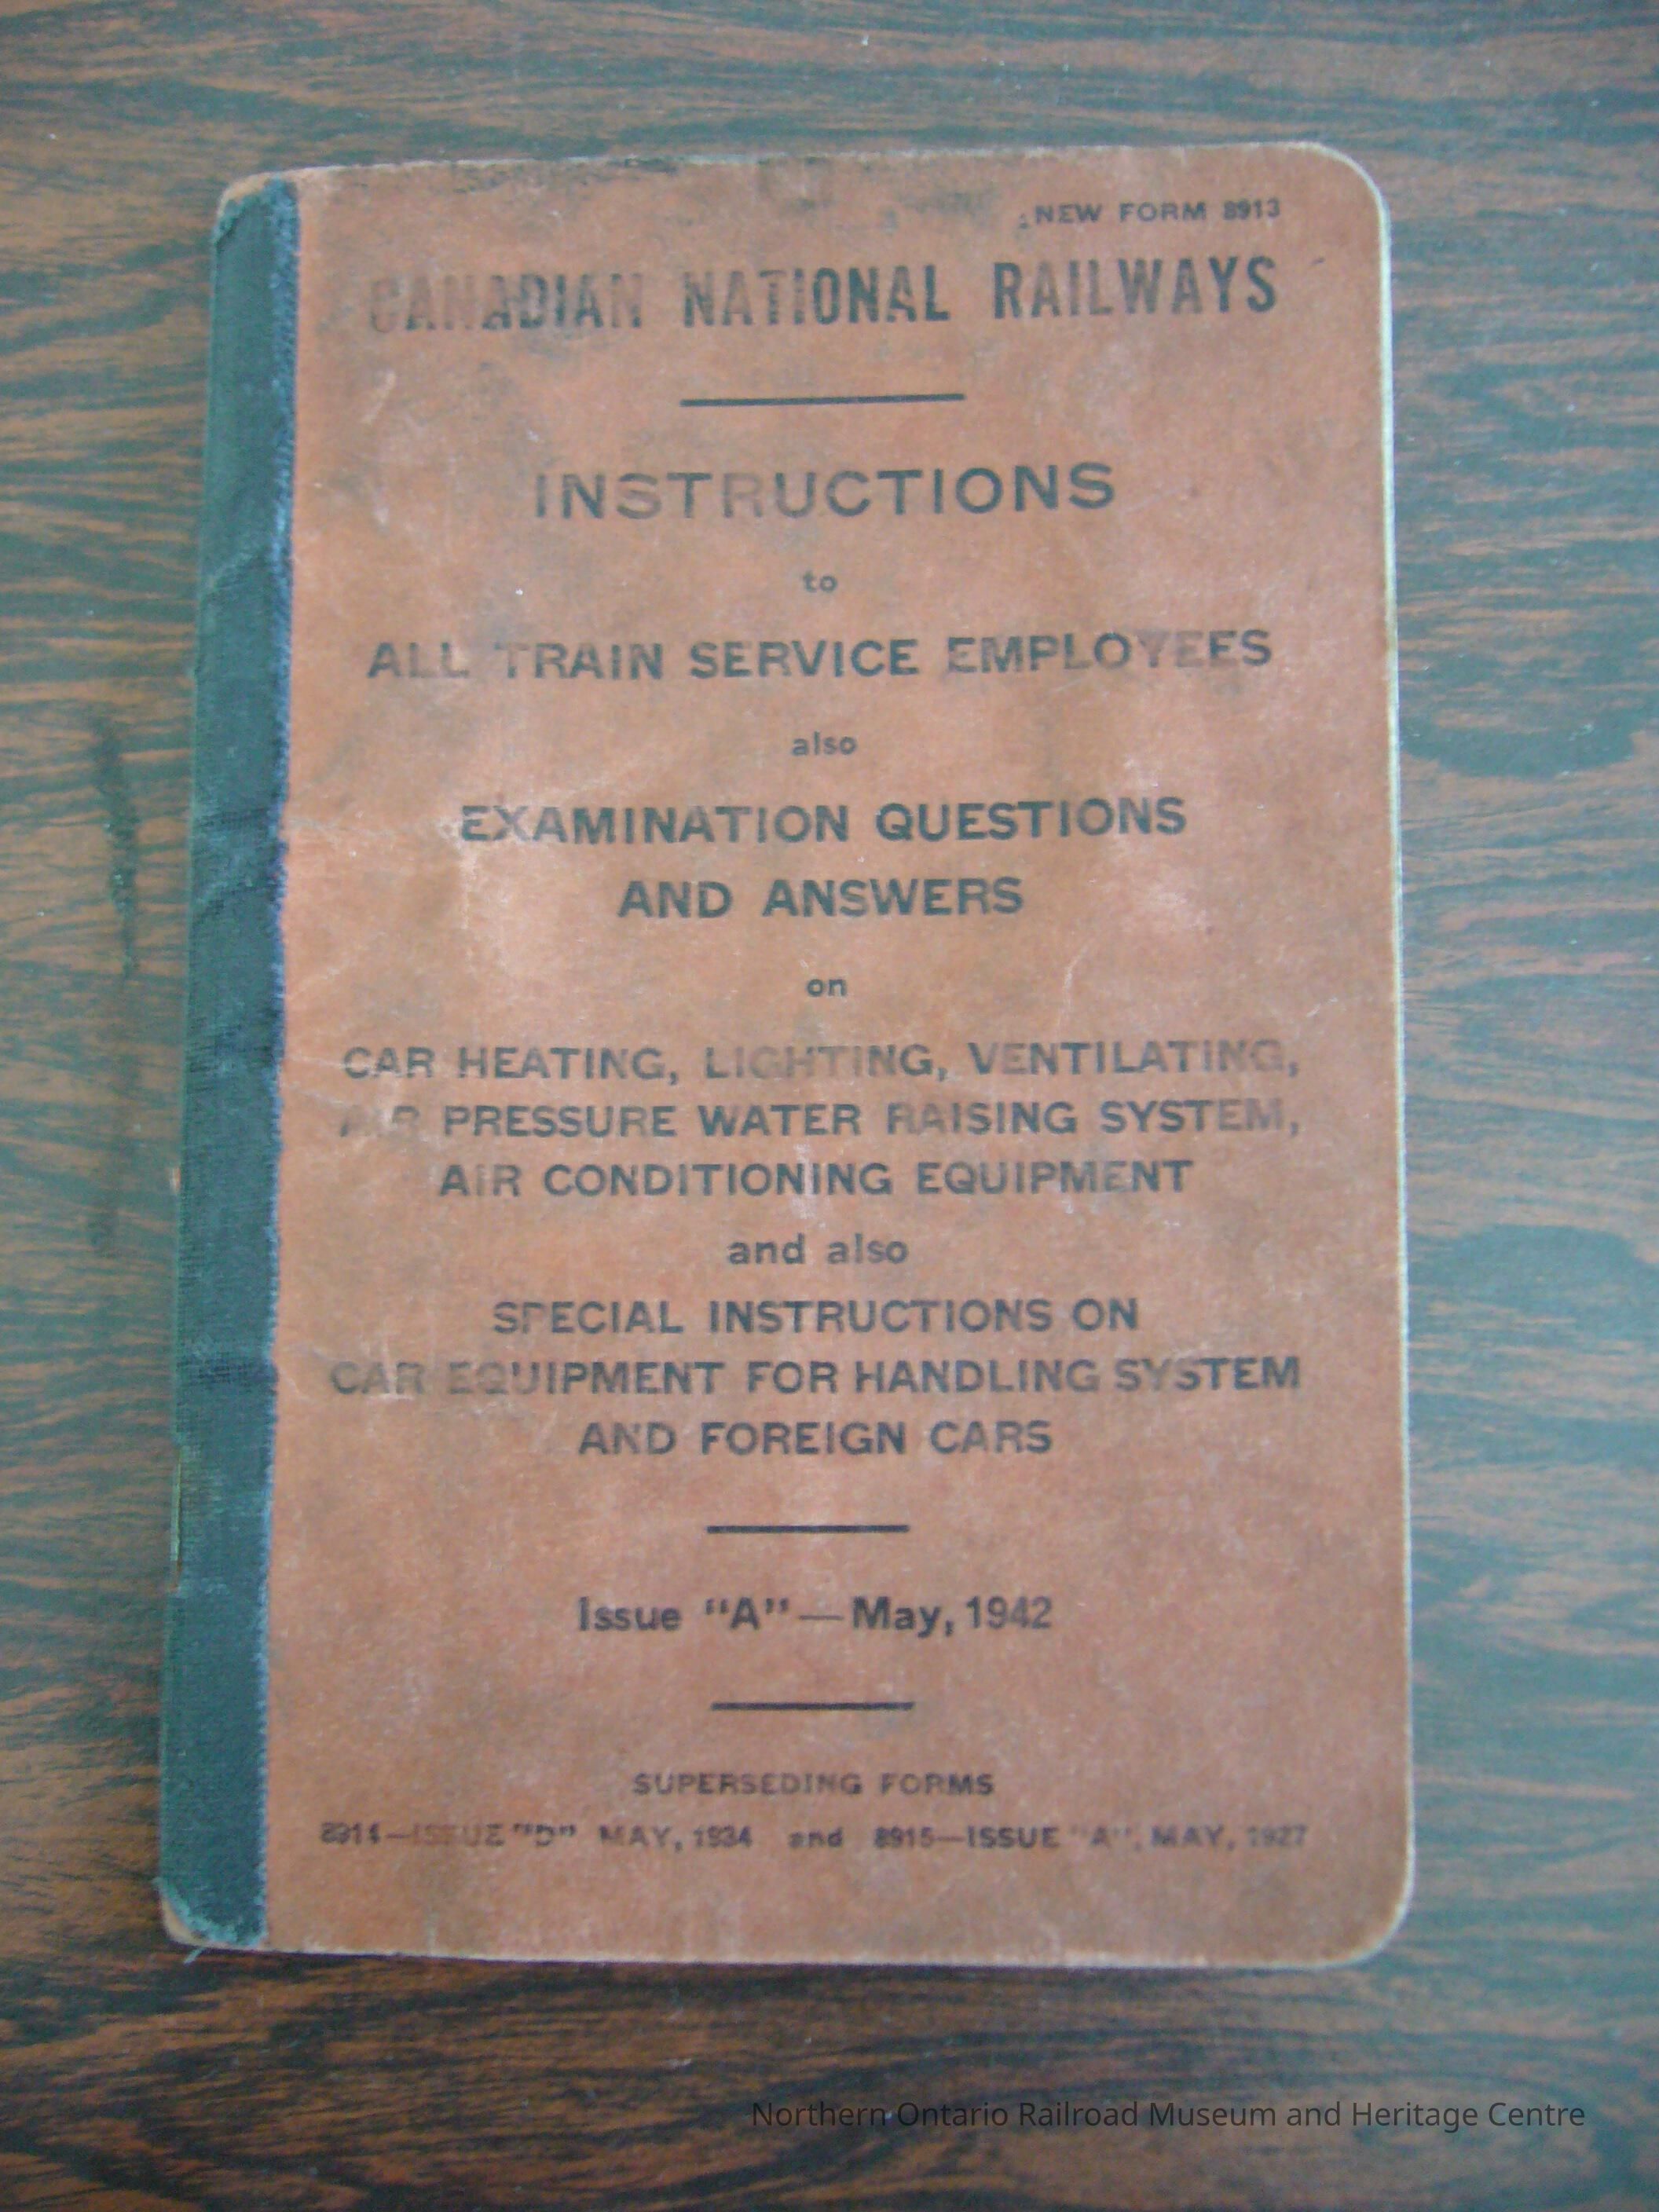 NEW FORM 8913
CANADIAN NATIONAL RAILWAYS
INSTRUCTIONS
to
ALL TRAIN SERVICE EMPLOYEES
also
EXAMINATION QUESTIONS
AND ANSWERS
on
CAR HEATING, LIGHTING, VENTILATING,
AIR PRESSURE WATER RAISING SYSTEM,
AIR CONDITIONING EQUIPMENT
and also
SPECIAL INSTRUCTIONS ON
CAR EQUIPMENT FOR HANDLING SYSTEM
AND FOREIGN CARS
Issue "A"—May, 1942
SUPERSEDING FORMS
8914—ISSUE "D" MAY, 1934 and 8915—ISSUE "A", MAY, 1927
Northern Ontario Railroad Museum and Heritage Centre